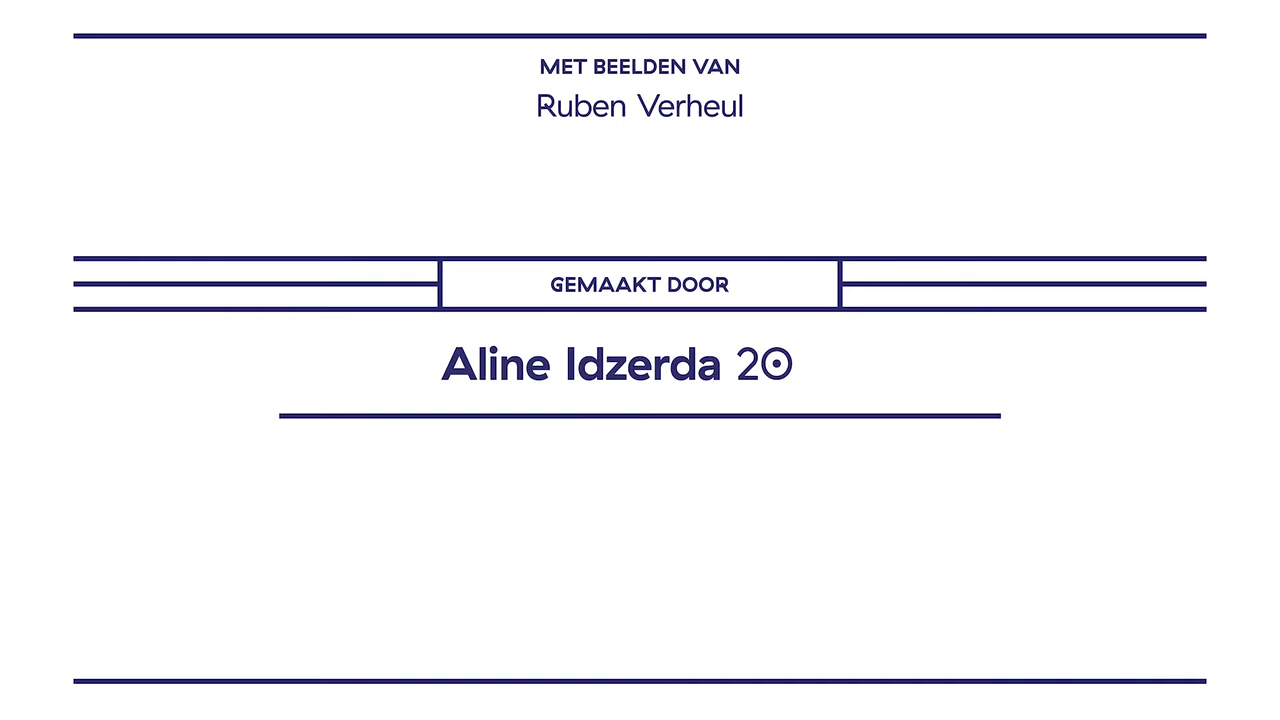 MET BEELDEN VAN
Ruben Verheul
GEMAAKT DOOR
Aline Idzerda 20